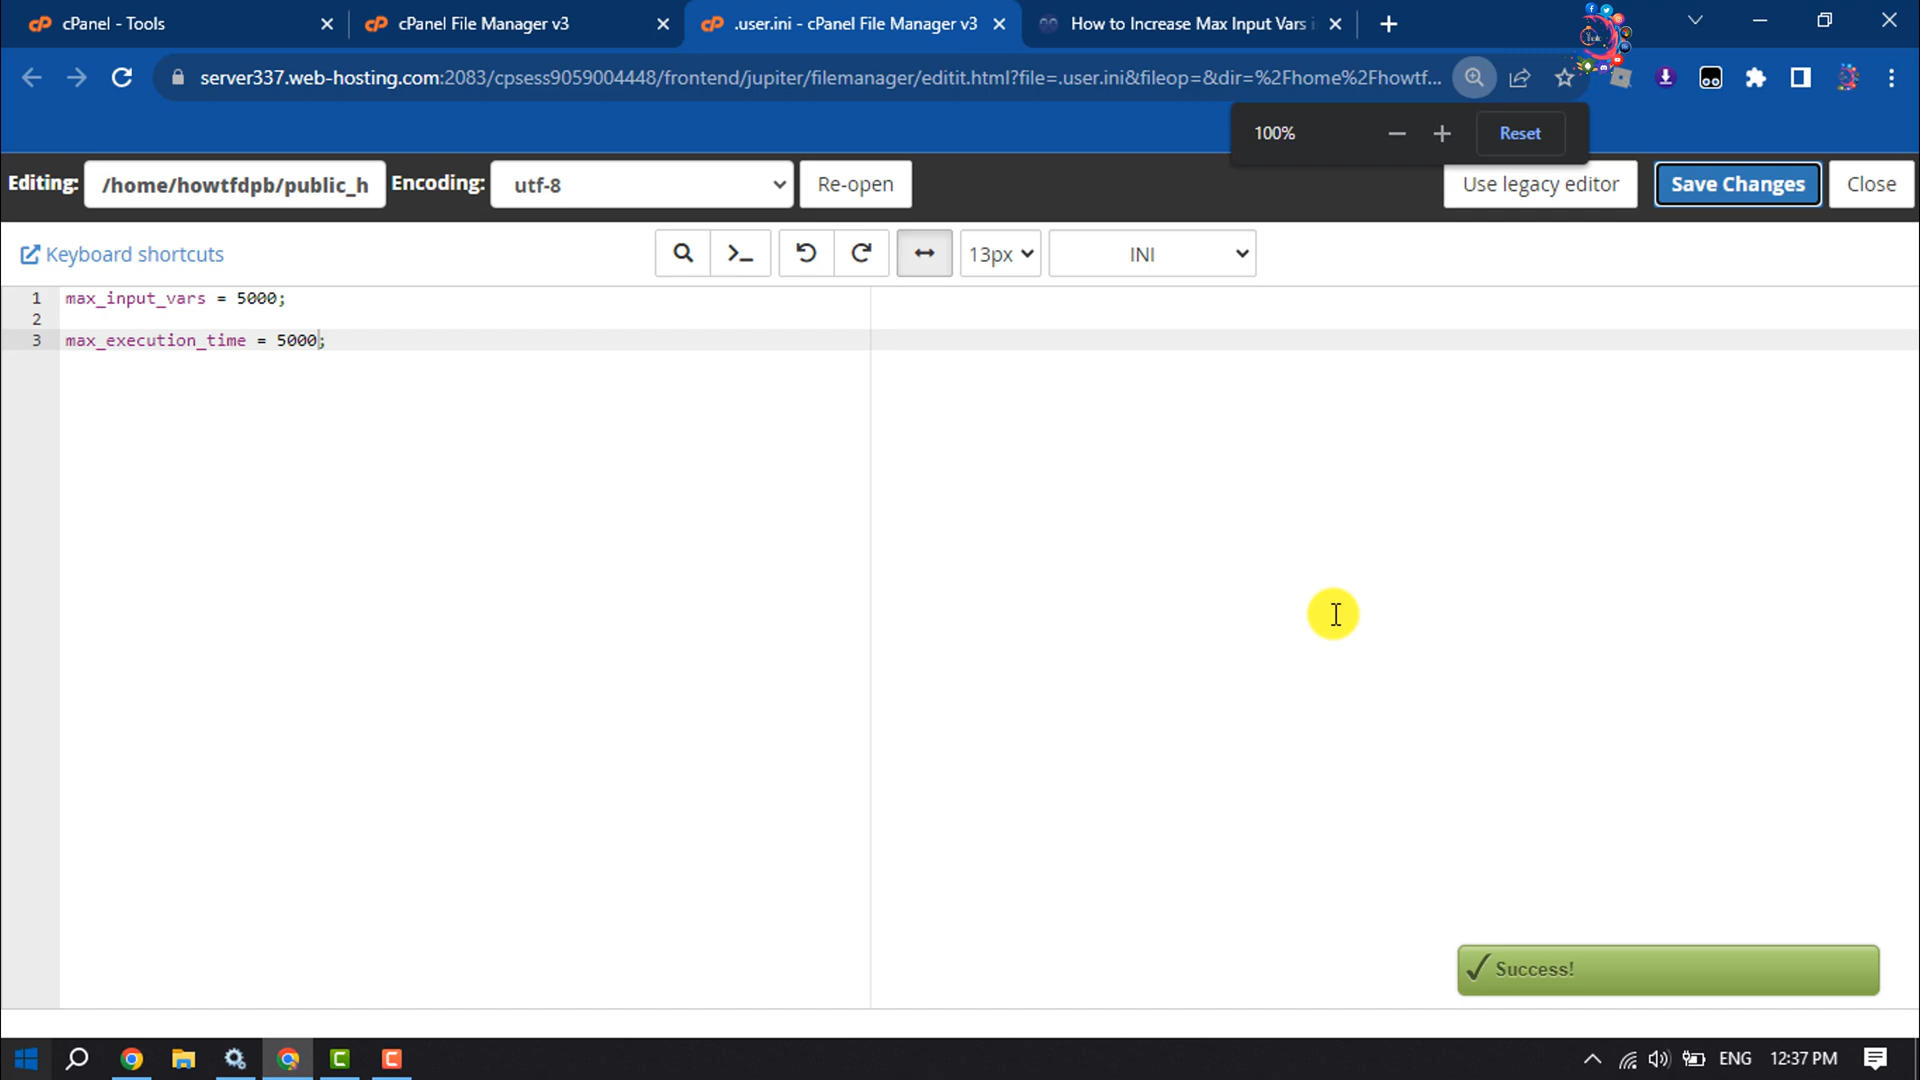 cPanel - Tools
cPanel File Manager v3
.user.ini - cPanel File Manager v3
How to Increase Max Input Vars i
server337.web-hosting.com:2083/cpsess9059004448/frontend/jupiter/filemanager/editit.html?file=.user.ini&fileop=&dir=%2Fhome%2Fhowtf...
100%
Reset
Editing:
/home/howtfdpb/public_h
Encoding:
utf-8
Re-open
Use legacy editor
Save Changes
Close
Keyboard shortcuts
13px
INI
1 max_input_vars = 5000;
2
3 max_execution_time = 5000;
Success!
ENG
12:37 PM